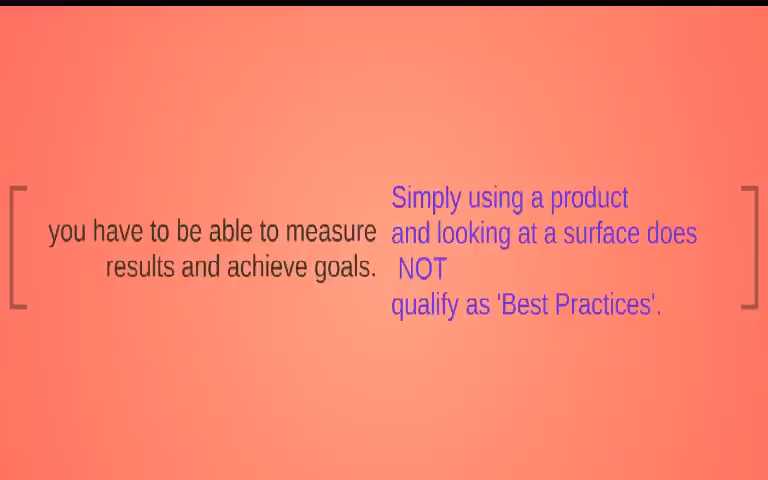 you have to be able to measure
results and achieve goals.
Simply using a product
and looking at a surface does
NOT
qualify as 'Best Practices'.